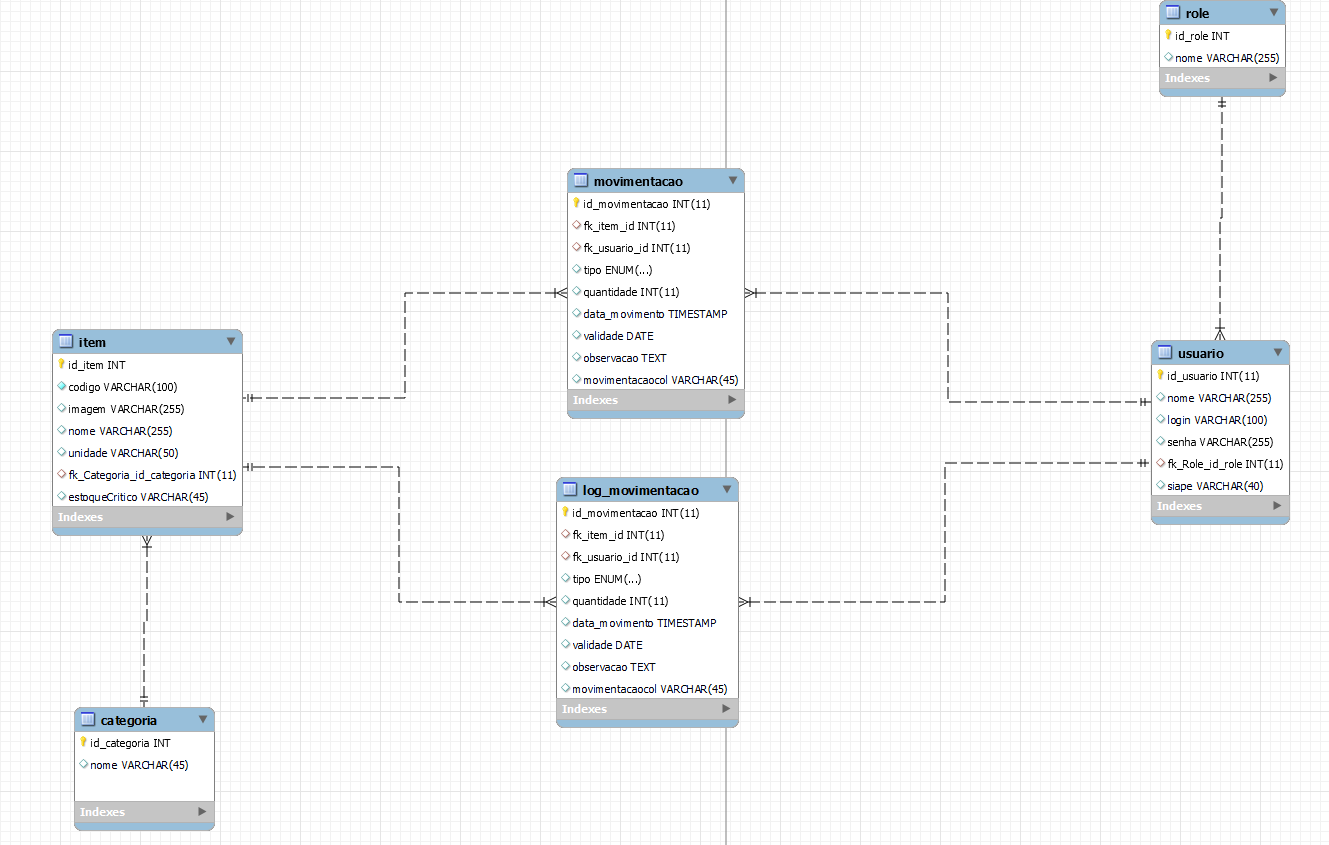 role
id_role INT
nome VARCHAR(255)
Indexes
movimentacao
id_movimentacao INT(11)
fk_item_id INT(11)
fk_usuario_id INT(11)
tipo ENUM(...)
quantidade INT(11)
data_movimento TIMESTAMP
validade DATE
observacao TEXT
movimentacaocol VARCHAR(45)
Indexes
item
id_item INT
codigo VARCHAR(100)
imagem VARCHAR(255)
nome VARCHAR(255)
unidade VARCHAR(50)
fk_Categoria_id_categoria INT(11)
estoqueCritico VARCHAR(45)
Indexes
usuario
id_usuario INT(11)
nome VARCHAR(255)
login VARCHAR(100)
senha VARCHAR(255)
fk_Role_id_role INT(11)
siape VARCHAR(40)
Indexes
log_movimentacao
id_movimentacao INT(11)
fk_item_id INT(11)
fk_usuario_id INT(11)
tipo ENUM(...)
quantidade INT(11)
data_movimento TIMESTAMP
validade DATE
observacao TEXT
movimentacaocol VARCHAR(45)
Indexes
categoria
id_categoria INT
nome VARCHAR(45)
Indexes